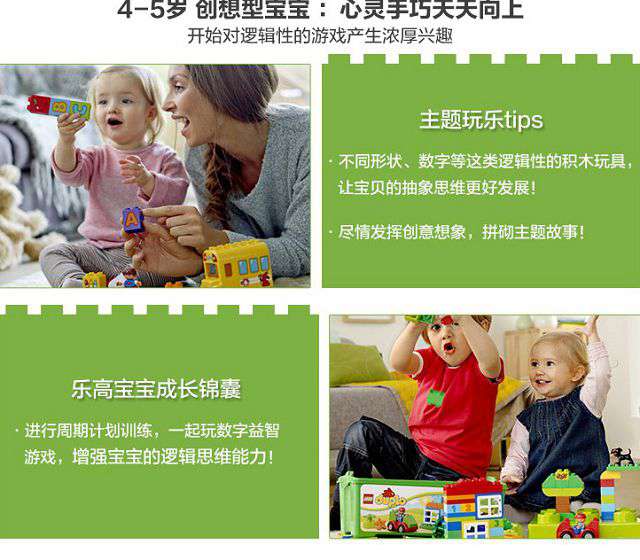 4-5岁 创想型宝宝：心灵手巧天天向上
开始对逻辑性的游戏产生浓厚兴趣
主题玩乐tips
· 不同形状、数字等这类逻辑性的积木玩具，
让宝贝的抽象思维更好发展！
· 尽情发挥创意想象，拼砌主题故事！
A
乐高宝宝成长锦囊
· 进行周期计划训练，一起玩数字益智
游戏，增强宝宝的逻辑思维能力！
LEGO duplo